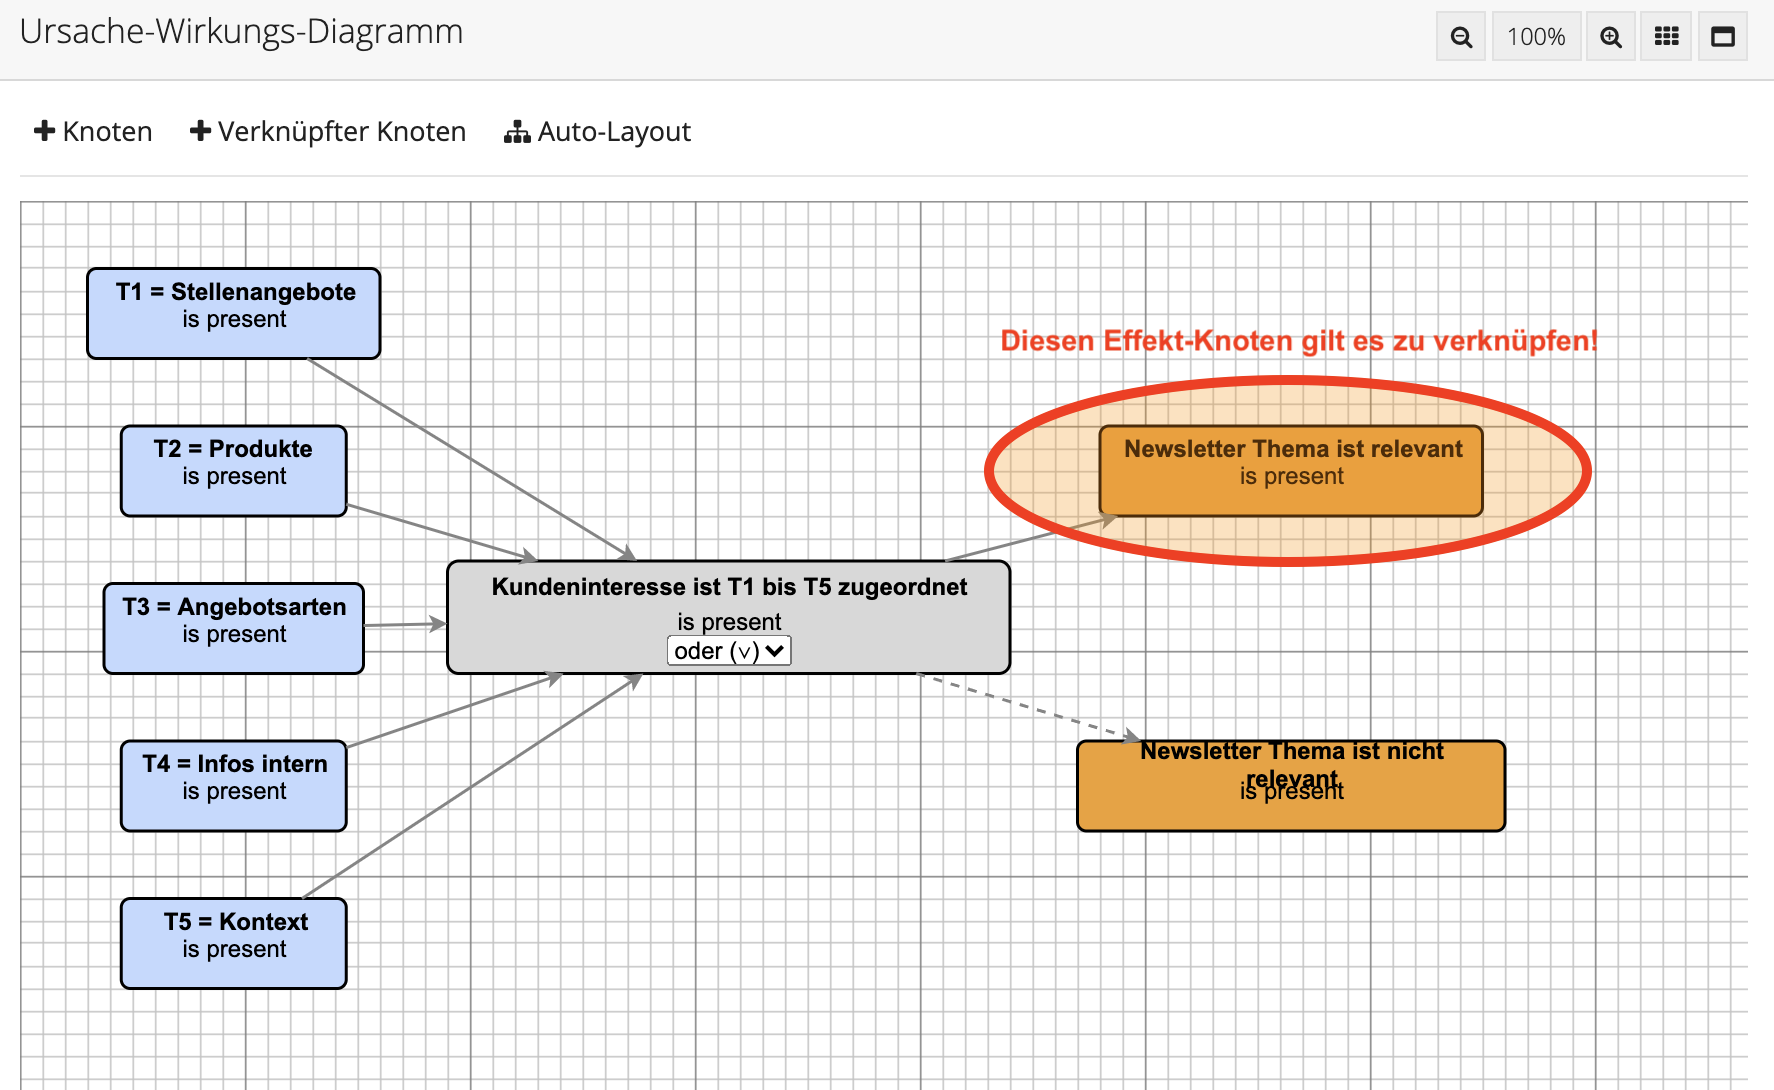 Ursache-Wirkungs-Diagramm
100%
Knoten
Verknüpfter Knoten
Auto-Layout
T1 = Stellenangebote
is present
Diesen Effekt-Knoten gilt es zu verknüpfen!
T2 = Produkte
is present
Newsletter Thema ist relevant
is present
Kundeninteresse ist T1 bis T5 zugeordnet
is present
oder (∨)
T3 = Angebotsarten
is present
T4 = Infos intern
is present
Newsletter Thema ist nicht
relevant
is present
T5 = Kontext
is present